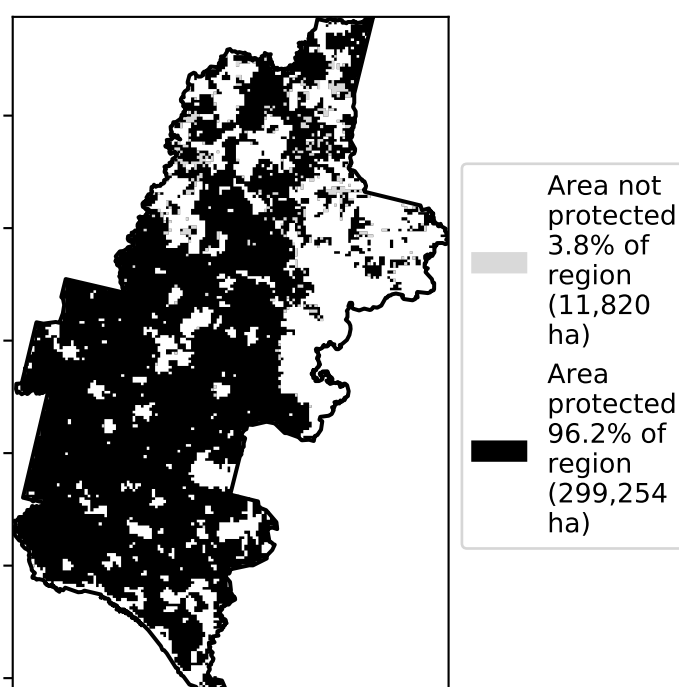 Area not
protected
3.8% of
region
(11,820
ha)
Area
protected
96.2% of
region
(299,254
ha)